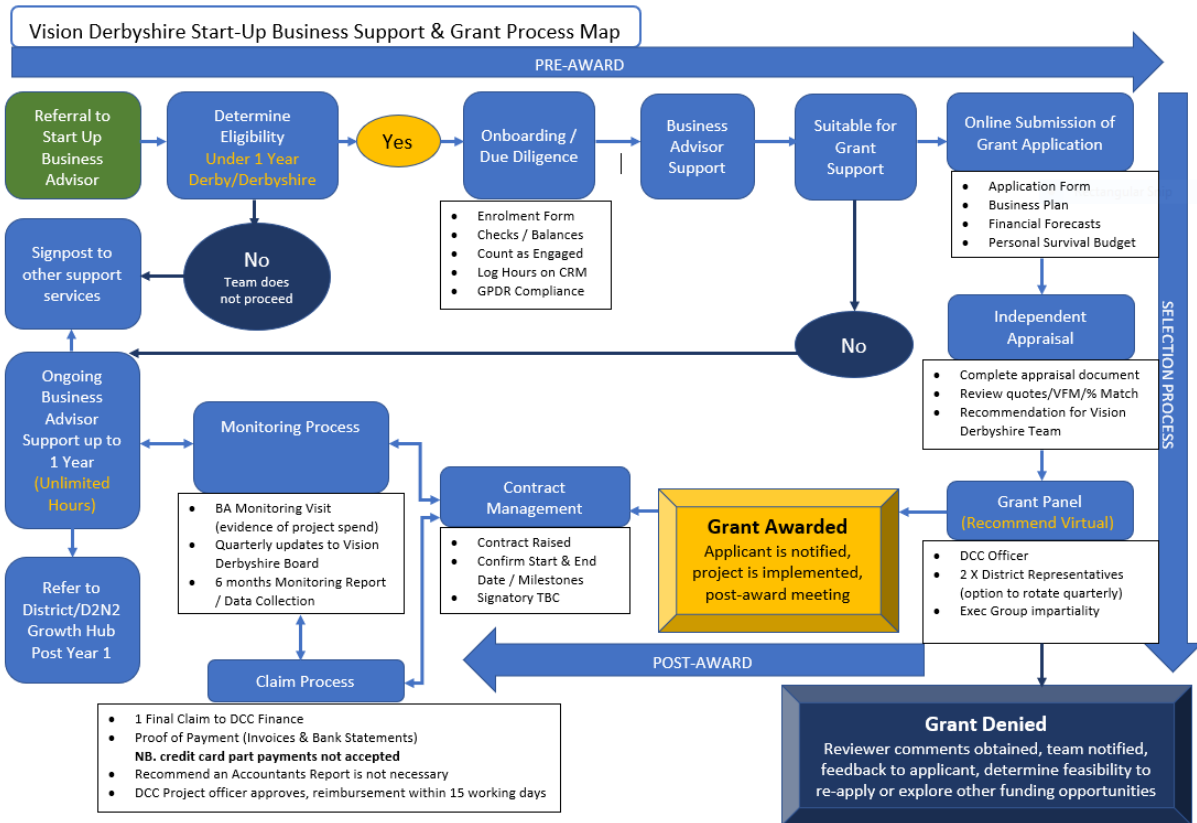 Vision Derbyshire Start-Up Business Support & Grant Process Map
PRE-AWARD
Referral to
Start Up
Business
Advisor
Determine
Eligibility
Under 1 Year
Derby/Derbyshire
Yes
Onboarding /
Due Diligence
Business
Advisor
Support
Suitable for
Grant
Support
Online Submission of
Grant Application
• Enrolment Form
• Checks / Balances
• Count as Engaged
• Log Hours on CRM
• GPDR Compliance
• Application Form
• Business Plan
• Financial Forecasts
• Personal Survival Budget
Signpost to
other support
services
No
Team does
not proceed
No
Independent
Appraisal
• Complete appraisal document
• Review quotes/VFM/% Match
• Recommendation for Vision
Derbyshire Team
SELECTION PROCESS
Ongoing
Business
Advisor
Support up to
1 Year
(Unlimited
Hours)
Monitoring Process
• BA Monitoring Visit
(evidence of project spend)
• Quarterly updates to Vision
Derbyshire Board
• 6 months Monitoring Report
/ Data Collection
Contract
Management
• Contract Raised
• Confirm Start & End
Date / Milestones
• Signatory TBC
Grant Awarded
Applicant is notified,
project is implemented,
post-award meeting
Grant Panel
(Recommend Virtual)
• DCC Officer
• 2 X District Representatives
(option to rotate quarterly)
• Exec Group impartiality
Refer to
District/D2N2
Growth Hub
Post Year 1
POST-AWARD
Claim Process
• 1 Final Claim to DCC Finance
• Proof of Payment (Invoices & Bank Statements)
NB. credit card part payments not accepted
• Recommend an Accountants Report is not necessary
• DCC Project officer approves, reimbursement within 15 working days
Grant Denied
Reviewer comments obtained, team notified,
feedback to applicant, determine feasibility to
re-apply or explore other funding opportunities